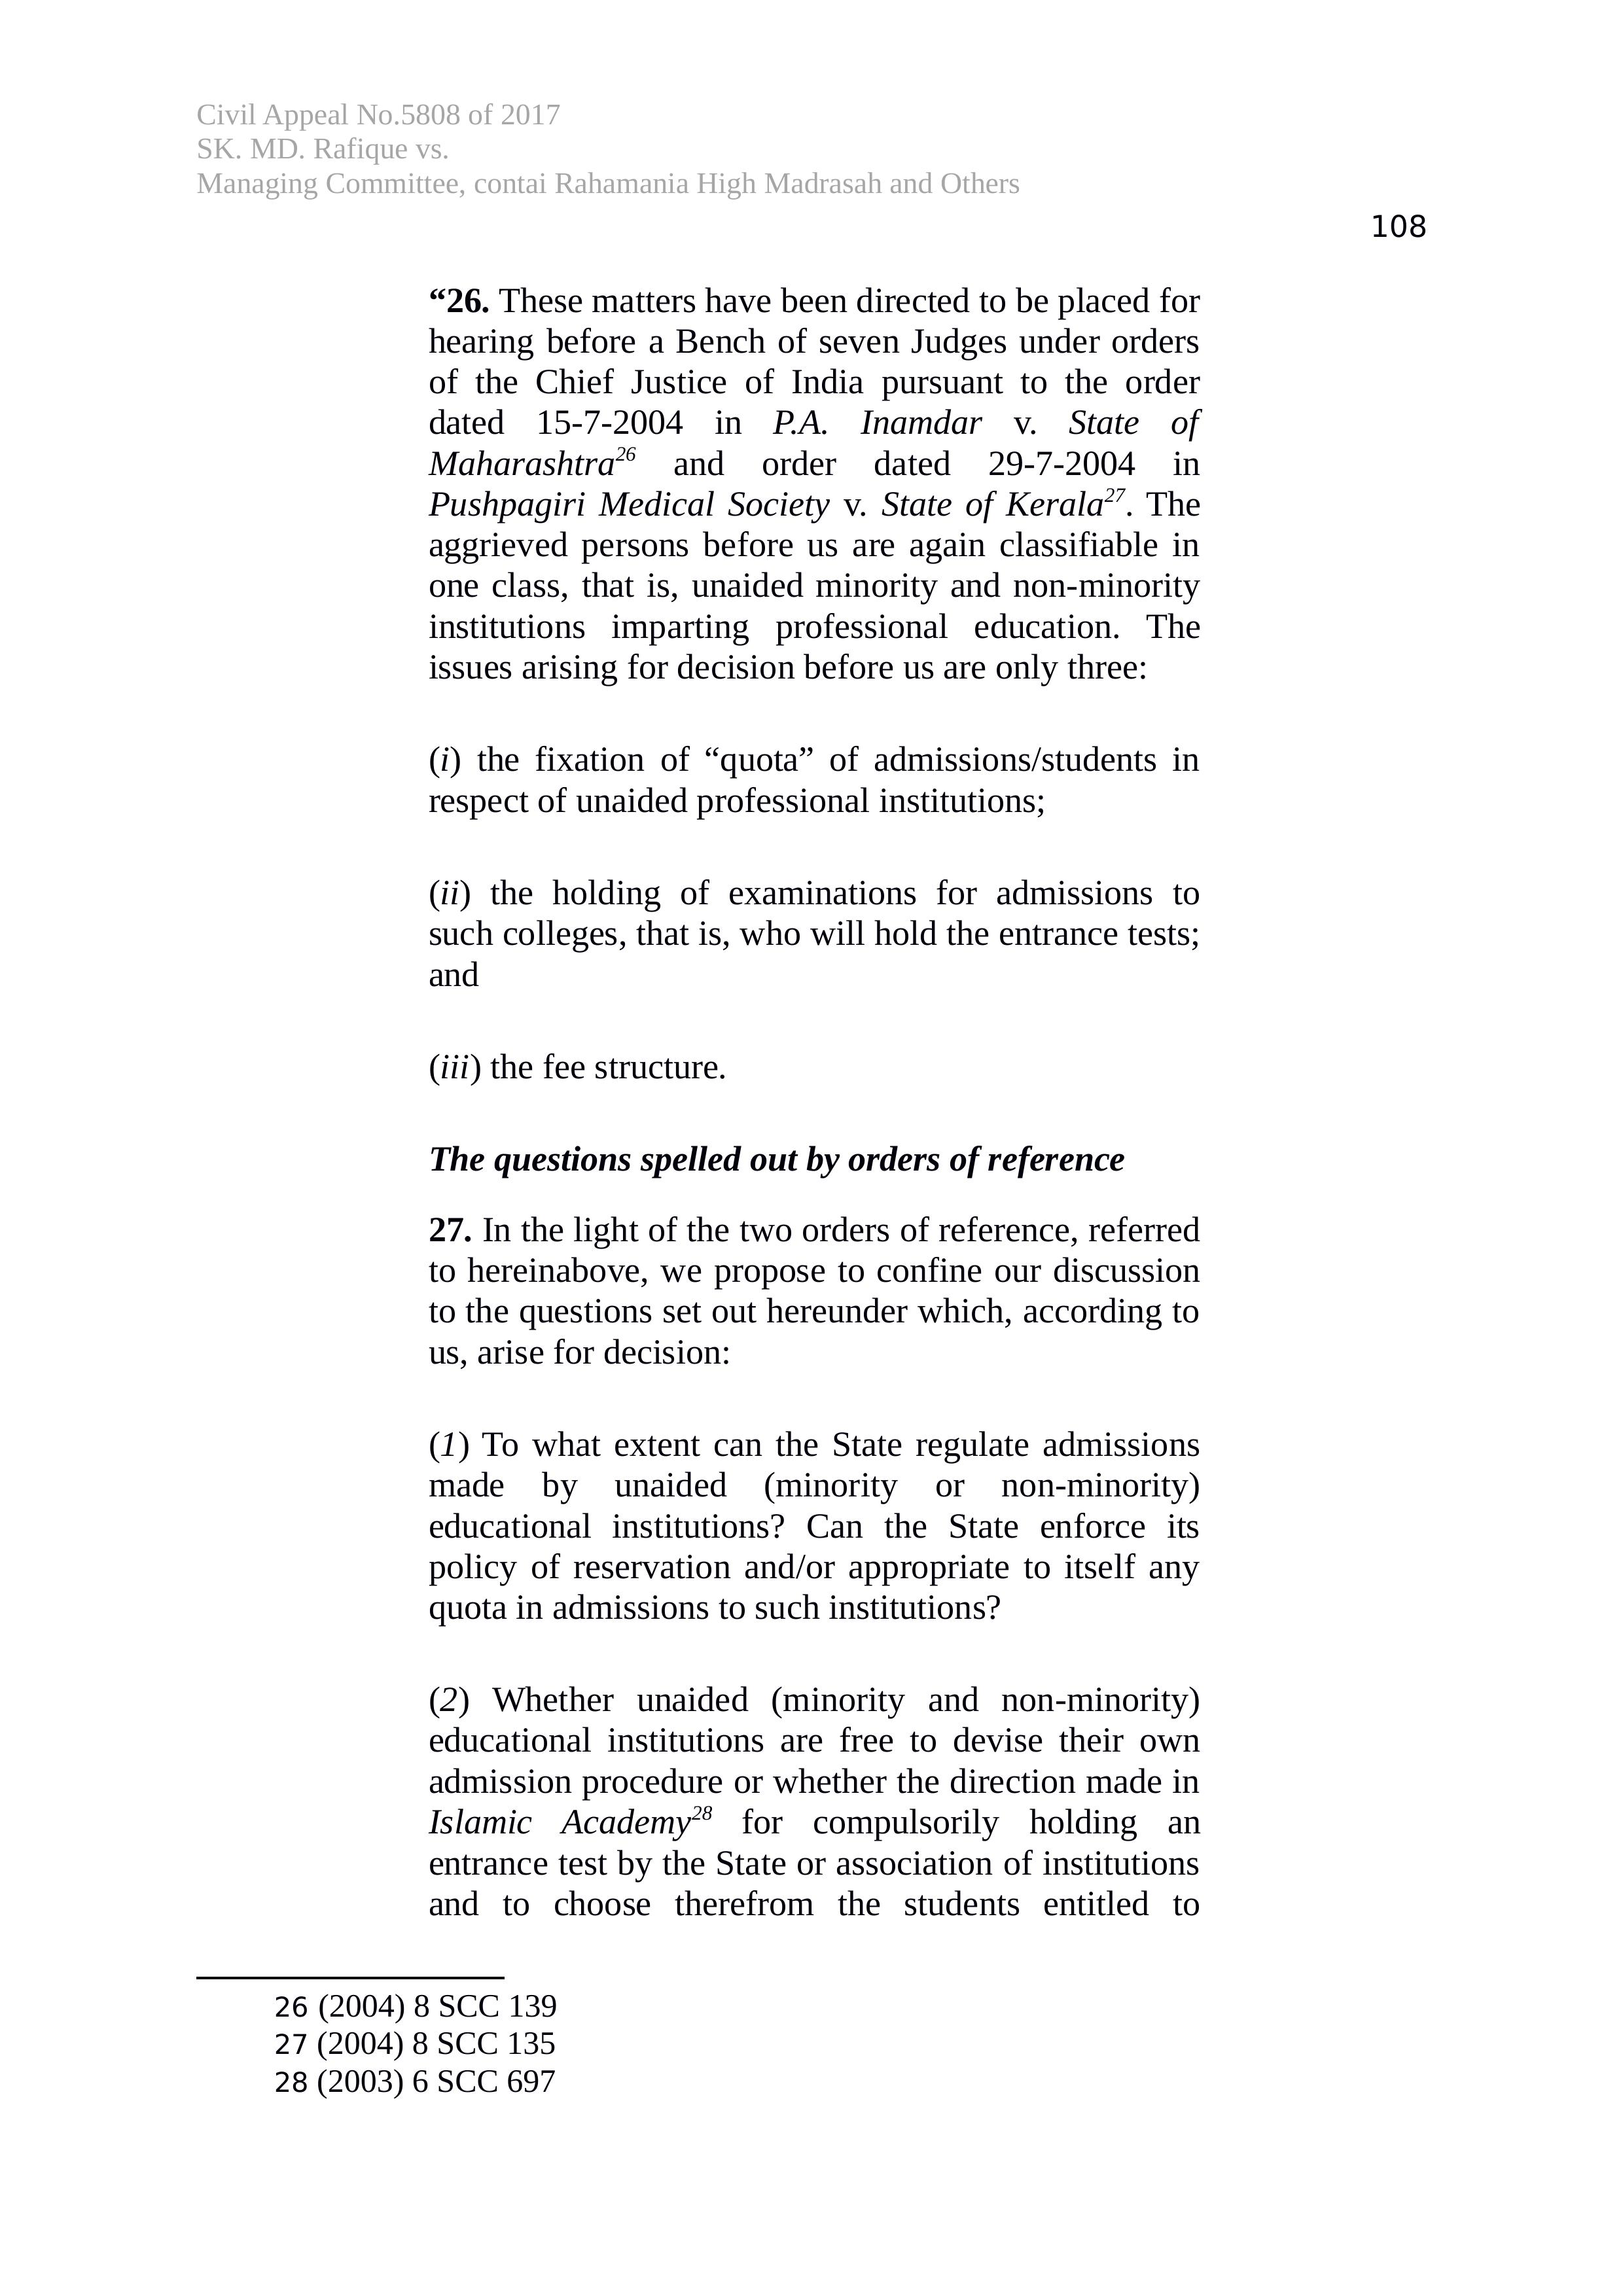 Civil Appeal No.5808 of 2017
SK. MD. Rafique vs.
Managing Committee, contai Rahamania High Madrasah and Others
108
“26. These matters have been directed to be placed for
hearing before a Bench of seven Judges under orders
of the Chief Justice of India pursuant to the order
dated 15-7-2004 in P.A. Inamdar v. State of
Maharashtra26 and order dated 29-7-2004 in
Pushpagiri Medical Society v. State of Kerala27. The
aggrieved persons before us are again classifiable in
one class, that is, unaided minority and non-minority
institutions imparting professional education. The
issues arising for decision before us are only three:
(i) the fixation of “quota” of admissions/students in
respect of unaided professional institutions;
(ii) the holding of examinations for admissions to
such colleges, that is, who will hold the entrance tests;
and
(iii) the fee structure.
The questions spelled out by orders of reference
27. In the light of the two orders of reference, referred
to hereinabove, we propose to confine our discussion
to the questions set out hereunder which, according to
us, arise for decision:
(1) To what extent can the State regulate admissions
made by unaided (minority or non-minority)
educational institutions? Can the State enforce its
policy of reservation and/or appropriate to itself any
quota in admissions to such institutions?
(2) Whether unaided (minority and non-minority)
educational institutions are free to devise their own
admission procedure or whether the direction made in
Islamic Academy28 for compulsorily holding an
entrance test by the State or association of institutions
and to choose therefrom the students entitled to
26 (2004) 8 SCC 139
27 (2004) 8 SCC 135
28 (2003) 6 SCC 697